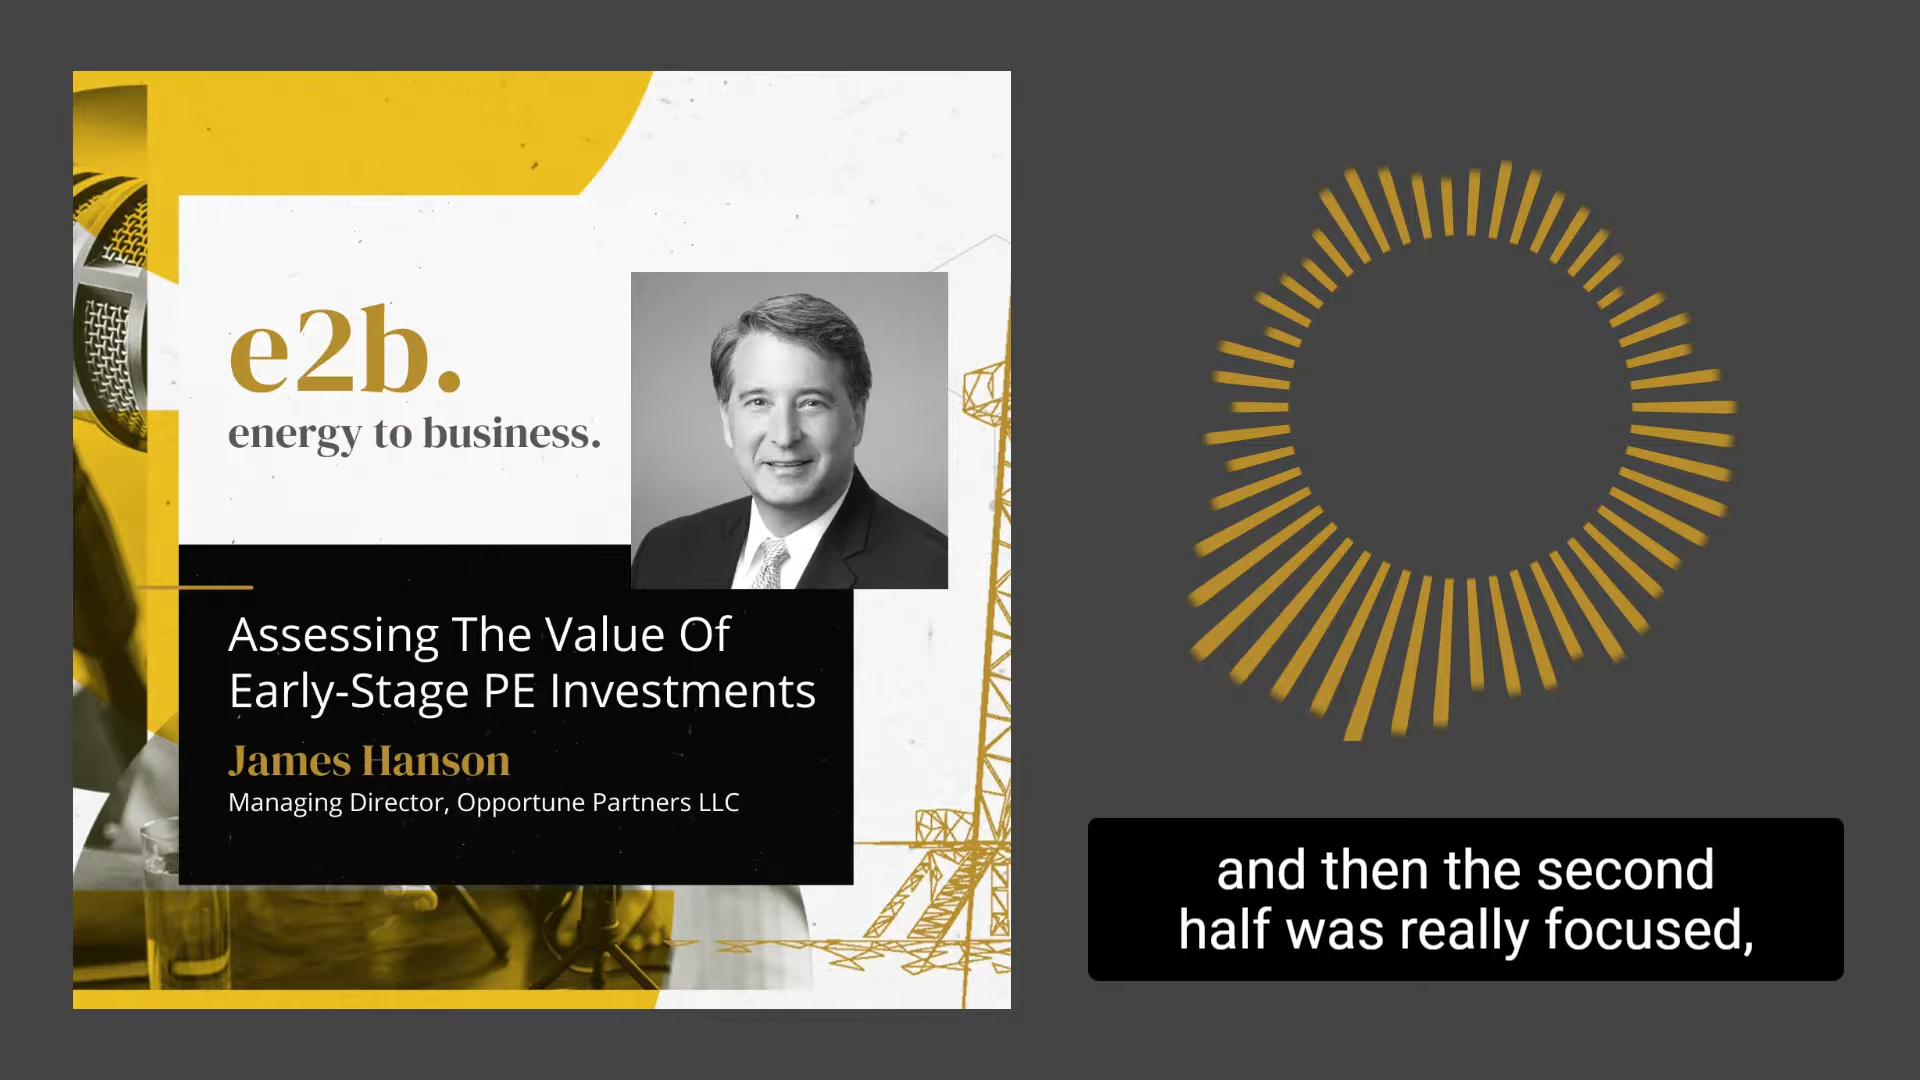 e2b.
energy to business.
Assessing The Value Of
Early-Stage PE Investments
James Hanson
Managing Director, Opportune Partners LLC
and then the second
half was really focused,